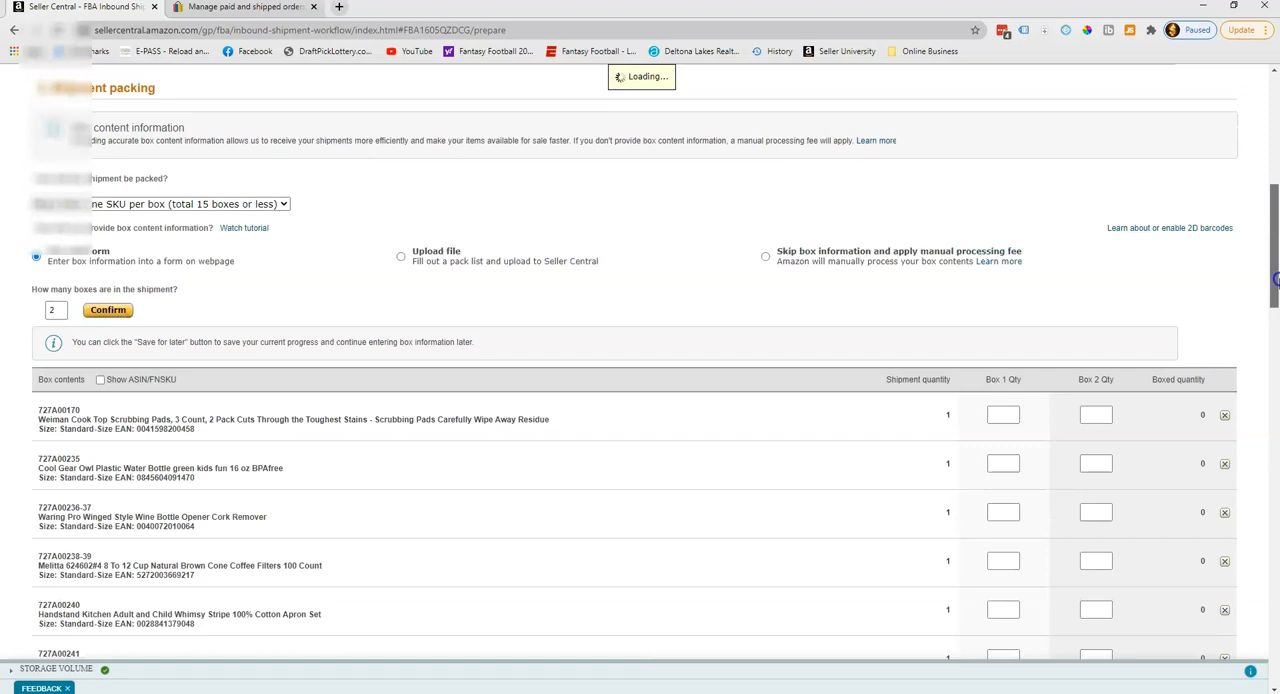 Seller Central - FBA Inbound Ship
Manage paid and shipped orders
sellercentral.amazon.com/gp/fba/inbound-shipment-workflow/index.html#FBA1605QZDCG/prepare
Paused
Update
E-PASS - Reload an...
Facebook
DraftPickLottery.co...
YouTube
Fantasy Football 20...
Fantasy Football - L...
Deltona Lakes Realt...
History
Seller University
Online Business
Loading...
Shipment packing
content information
accurate box content information allows us to receive your shipments more efficiently and make your items available for sale faster. If you don't provide box content information, a manual processing fee will apply. Learn more
shipment be packed?
ne SKU per box (total 15 boxes or less)
rovide box content information? Watch tutorial
Learn about or enable 2D barcodes
orm
Enter box information into a form on webpage
Upload file
Fill out a pack list and upload to Seller Central
Skip box information and apply manual processing fee
Amazon will manually process your box contents Learn more
How many boxes are in the shipment?
2 Confirm
You can click the "Save for later" button to save your current progress and continue entering box information later.
Box contents Show ASIN/FNSKU Shipment quantity Box 1 Qty Box 2 Qty Boxed quantity
727A00170
Weiman Cook Top Scrubbing Pads, 3 Count, 2 Pack Cuts Through the Toughest Stains - Scrubbing Pads Carefully Wipe Away Residue 1 0
Size: Standard-Size EAN: 0041598200458
727A00235
Cool Gear Owl Plastic Water Bottle green kids fun 16 oz BPAfree 1 0
Size: Standard-Size EAN: 0845604091470
727A00236-37
Waring Pro Winged Style Wine Bottle Opener Cork Remover 1 0
Size: Standard-Size EAN: 0040072010064
727A00238-39
Melitta 624602#4 8 To 12 Cup Natural Brown Cone Coffee Filters 100 Count 1 0
Size: Standard-Size EAN: 5272003669217
727A00240
Handstand Kitchen Adult and Child Whimsy Stripe 100% Cotton Apron Set 1 0
Size: Standard-Size EAN: 0028841379048
727A00241
1 0
STORAGE VOLUME
FEEDBACK